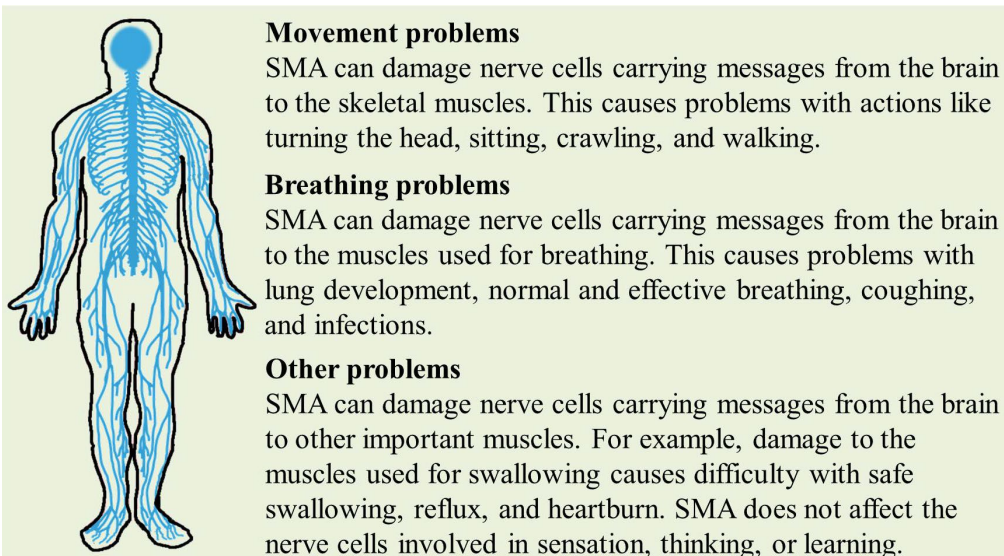 Movement problems
SMA can damage nerve cells carrying messages from the brain
to the skeletal muscles. This causes problems with actions like
turning the head, sitting, crawling, and walking.
Breathing problems
SMA can damage nerve cells carrying messages from the brain
to the muscles used for breathing. This causes problems with
lung development, normal and effective breathing, coughing,
and infections.
Other problems
SMA can damage nerve cells carrying messages from the brain
to other important muscles. For example, damage to the
muscles used for swallowing causes difficulty with safe
swallowing, reflux, and heartburn. SMA does not affect the
nerve cells involved in sensation, thinking, or learning.